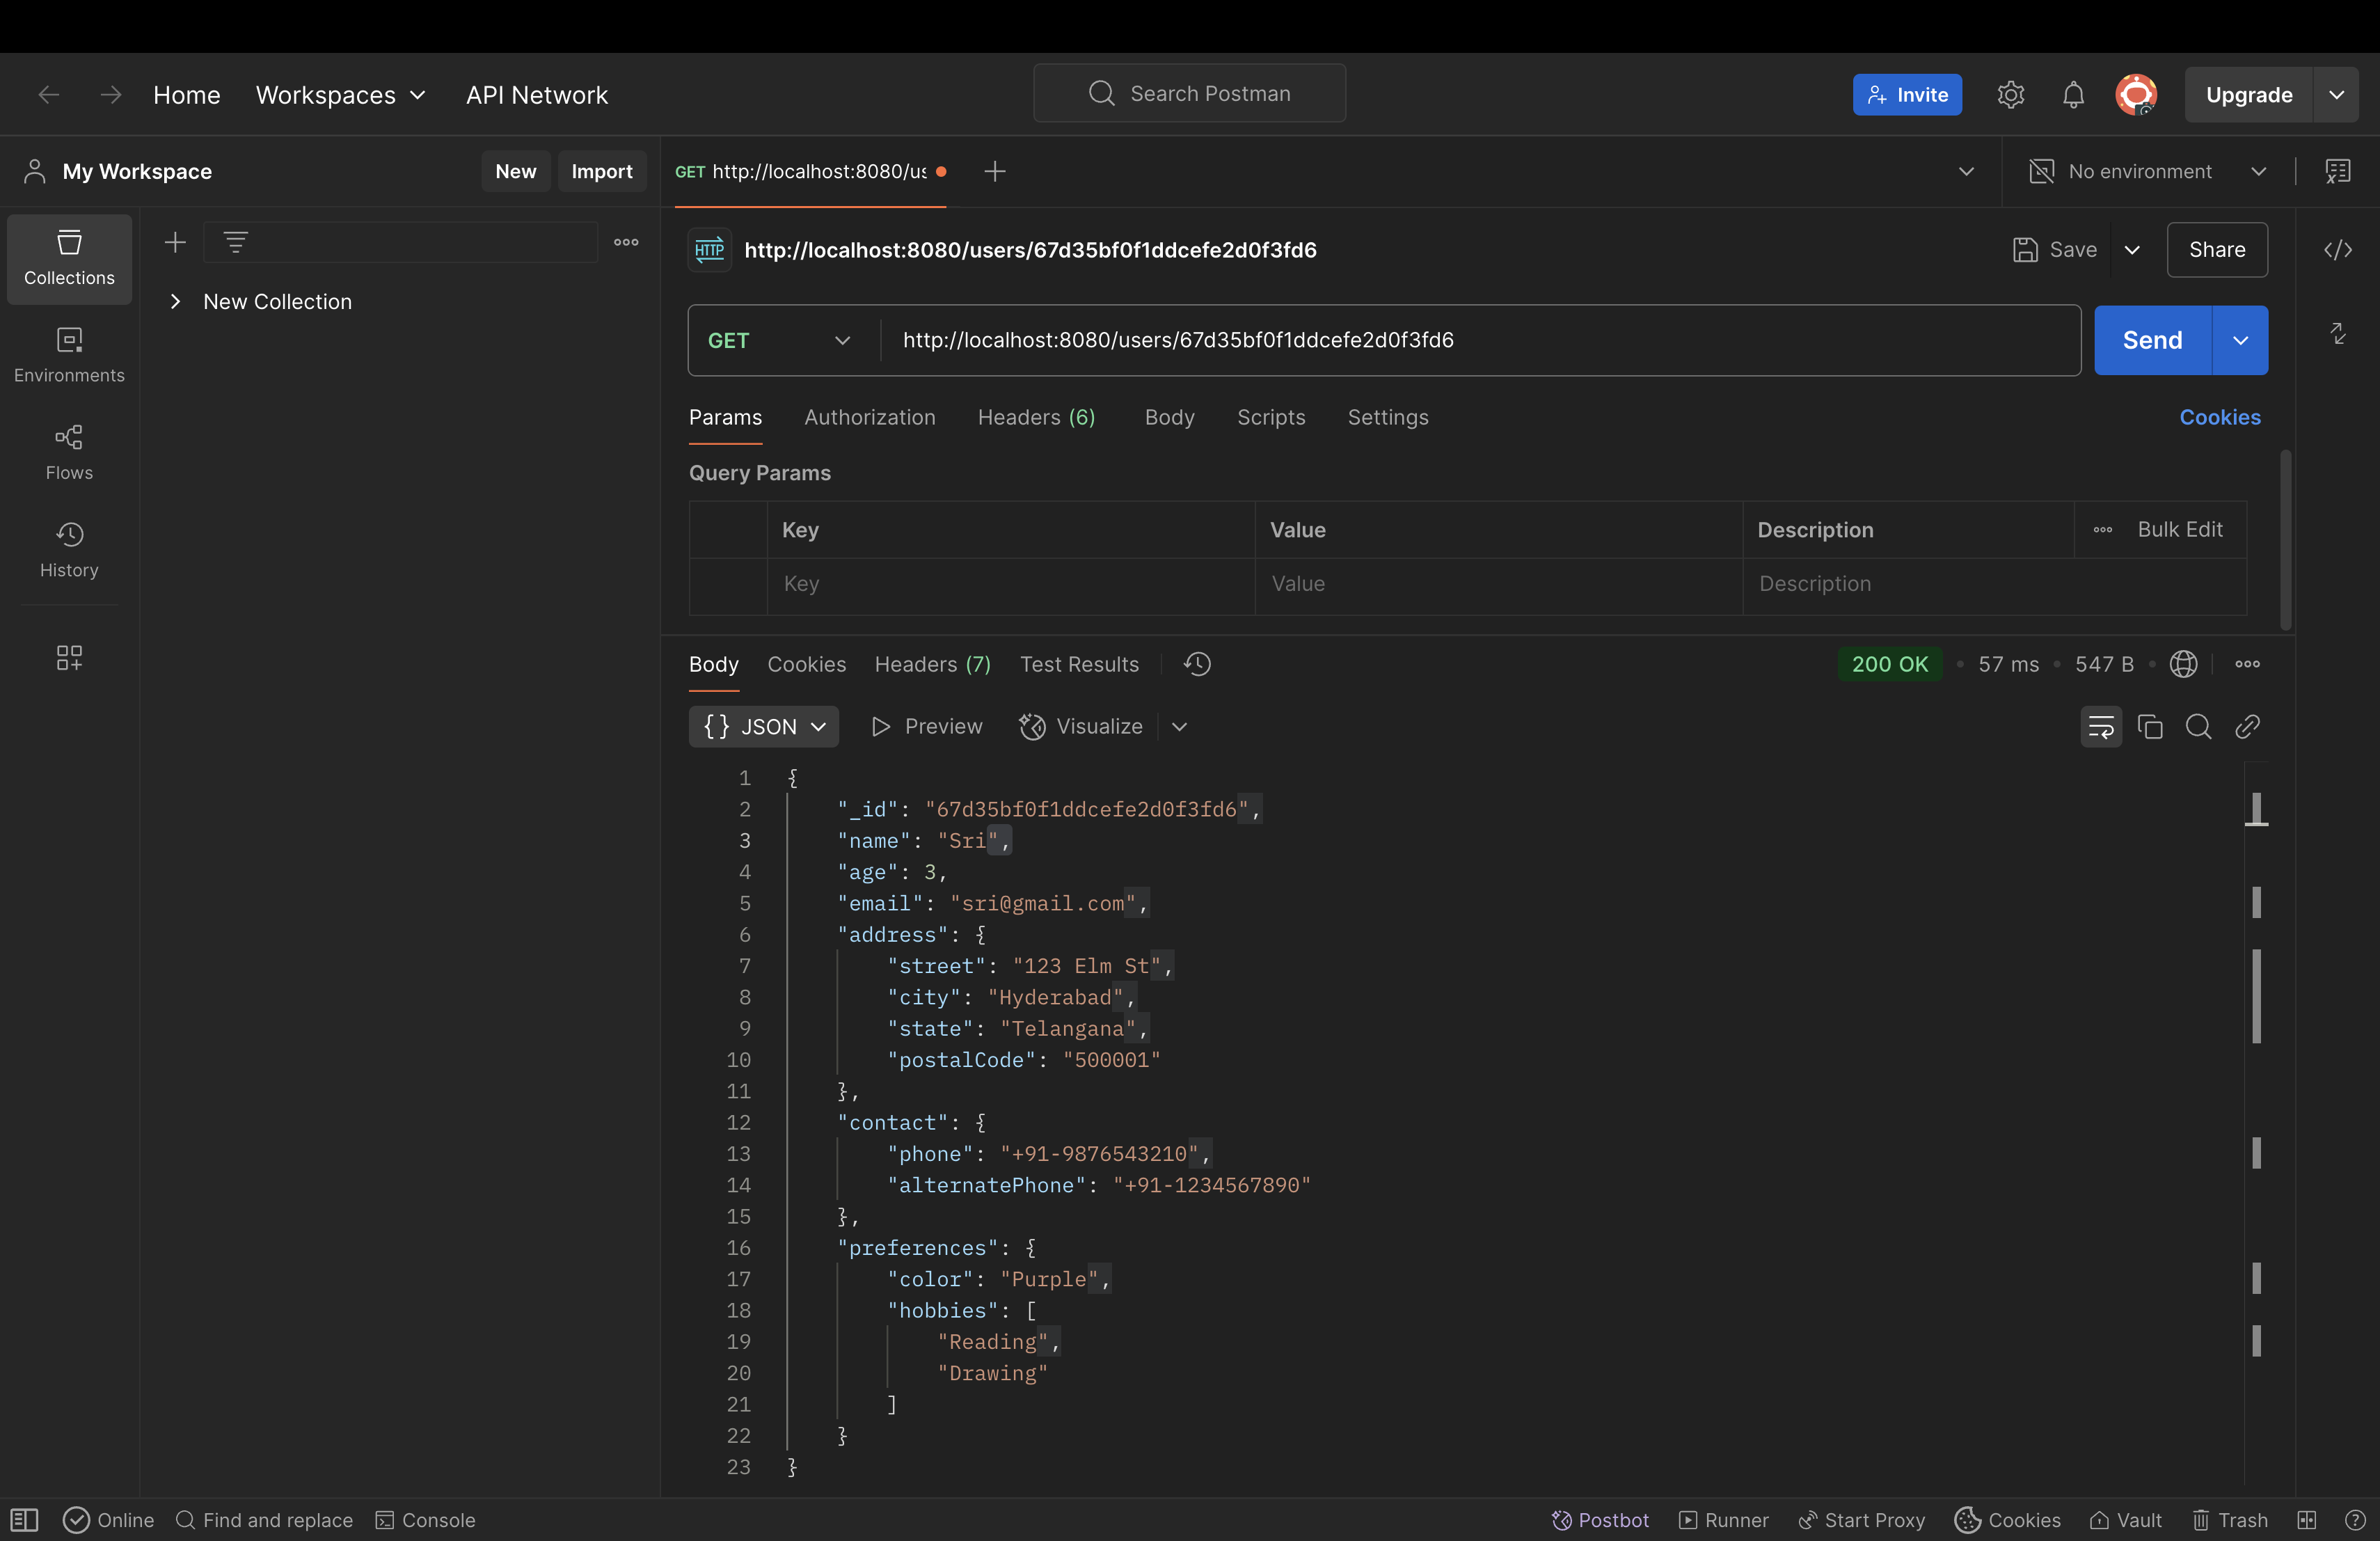 Home Workspaces API Network Search Postman Invite Upgrade
My Workspace New Import GET http://localhost:8080/us No environment
Collections
Environments
Flows
History
New Collection
HTTP http://localhost:8080/users/67d35bf0f1ddcefe2d0f3fd6 Save Share
GET http://localhost:8080/users/67d35bf0f1ddcefe2d0f3fd6 Send
Params Authorization Headers (6) Body Scripts Settings Cookies
Query Params
Key Value Description Bulk Edit
Key Value Description
Body Cookies Headers (7) Test Results 200 OK • 57 ms • 547 B •
{} JSON Preview Visualize
1 {
2 "_id": "67d35bf0f1ddcefe2d0f3fd6",
3 "name": "Sri",
4 "age": 3,
5 "email": "sri@gmail.com",
6 "address": {
7 "street": "123 Elm St",
8 "city": "Hyderabad",
9 "state": "Telangana",
10 "postalCode": "500001"
11 },
12 "contact": {
13 "phone": "+91-9876543210",
14 "alternatePhone": "+91-1234567890"
15 },
16 "preferences": {
17 "color": "Purple",
18 "hobbies": [
19 "Reading",
20 "Drawing"
21 ]
22 }
23 }
Online Find and replace Console Postbot Runner Start Proxy Cookies Vault Trash